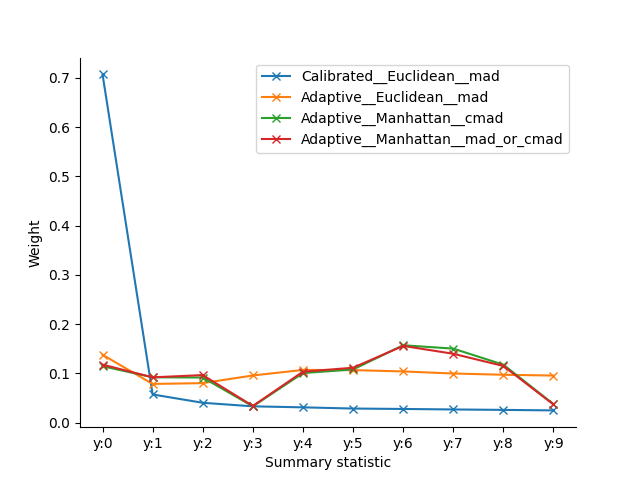 Calibrated__Euclidean__mad
Adaptive__Euclidean__mad
Adaptive__Manhattan__cmad
Adaptive__Manhattan__mad_or_cmad
Weight
0.7
0.6
0.5
0.4
0.3
0.2
0.1
0.0
y:0 y:1 y:2 y:3 y:4 y:5 y:6 y:7 y:8 y:9
Summary statistic